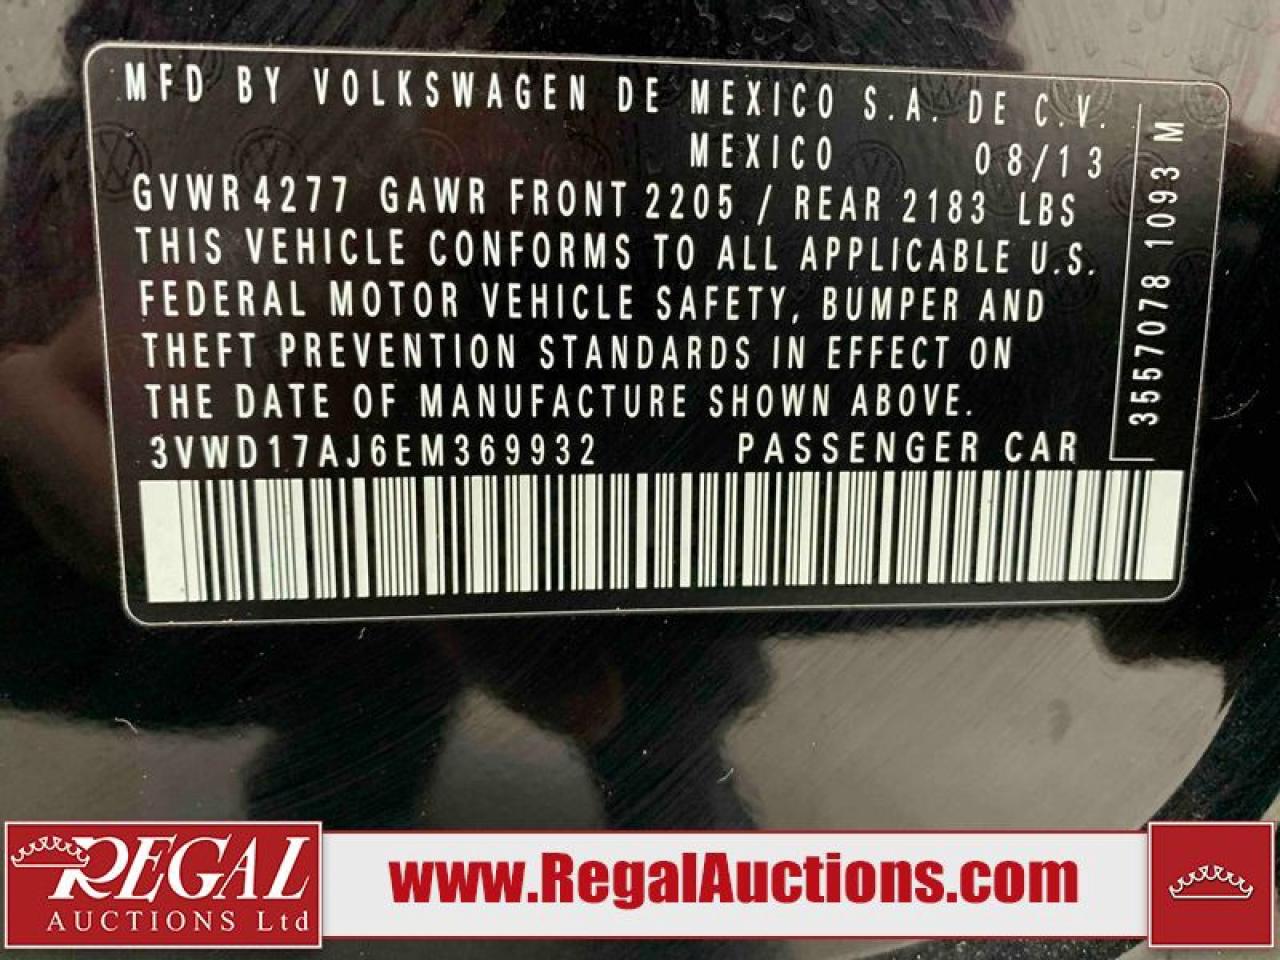 MFD BY VOLKSWAGEN DE MEXICO S.A. DE C.V.
MEXICO 08/13
GVWR 4277 GAWR FRONT 2205 / REAR 2183 LBS
THIS VEHICLE CONFORMS TO ALL APPLICABLE U.S.
FEDERAL MOTOR VEHICLE SAFETY, BUMPER AND
THEFT PREVENTION STANDARDS IN EFFECT ON
THE DATE OF MANUFACTURE SHOWN ABOVE.
3VWD17AJ6EM369932 PASSENGER CAR
3557078 1093 M
REGAL
AUCTIONS Ltd
www.RegalAuctions.com